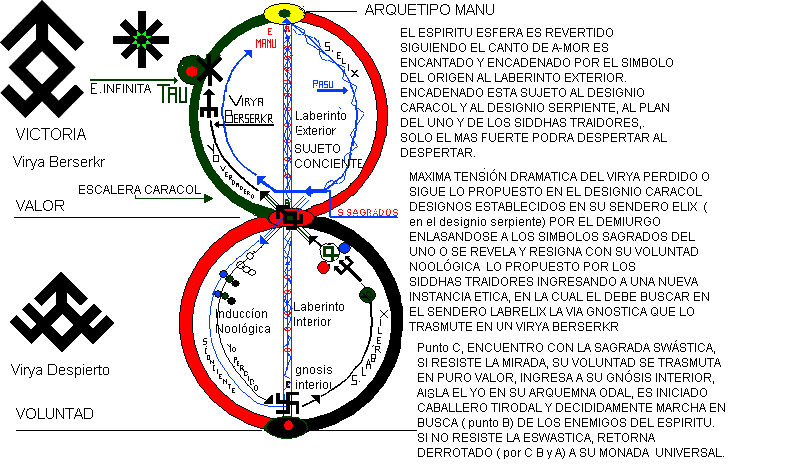 ARQUETIPO MANU
EL ESPIRITU ESFERA ES REVERTIDO
SIGUIENDO EL CANTO DE A-MOR ES
ENCANTADO Y ENCADENADO POR EL SIMBOLO
DEL ORIGEN AL LABERINTO EXTERIOR.
ENCADENADO ESTA SUJETO AL DESIGNIO
CARACOL Y AL DESIGNIO SERPIENTE, AL PLAN
DEL UNO Y DE LOS SIDDHAS TRAIDORES,.
SOLO EL MAS FUERTE PODRA DESPERTAR AL
DESPERTAR.
MAXIMA TENSIÓN DRAMATICA DEL VIRYA PERDIDO O
SIGUE LO PROPUESTO EN EL DESIGNIO CARACOL
DESIGNOS ESTABLECIDOS EN SU SENDERO ELIX (
en el designio serpiente) POR EL DEMIURGO
ENLASANDOSE A LOS SIMBOLOS SAGRADOS DEL
UNO O SE REVELA Y RESIGNA CON SU VOLUNTAD
NOOLÓGICA LO PROPUESTO POR LOS
SIDDHAS TRAIDORES INGRESANDO A UNA NUEVA
INSTANCIA ETICA, EN LA CUAL EL DEBE BUSCAR EN
EL SENDERO LABRELIX LA VIA GNOSTICA QUE LO
TRASMUTE EN UN VIRYA BERSERKR
Punto C, ENCUENTRO CON LA SAGRADA SWÁSTICA,
SI RESISTE LA MIRADA, SU VOLUNTAD SE TRASMUTA
EN PURO VALOR, INGRESA A SU GNÓSIS INTERIOR,
AISLA EL YO EN SU ARQUEMNA ODAL, ES INICIADO
CABALLERO TIRODAL Y DECIDIDAMENTE MARCHA EN
BUSCA ( punto B) DE LOS ENEMIGOS DEL ESPIRITU.
SI NO RESISTE LA ESWASTICA, RETORNA
DERROTADO ( por C B y A) A SU MONADA UNIVERSAL.
E
MANU
S. ELIX
PASU
E.INFINITA
TAU
VIRYA
BERSERKR
Laberinto
Exterior
SUJETO
CONCIENTE
YO VERDADERO
VICTORIA
Virya Berserkr
ESCALERA CARACOL
VALOR
S SAGRADOS
Inducción
Noológica
Laberinto
Interior
YO PERDIDO
S.CONCIENTE
gnosis
interior
Virya Despierto
VOLUNTAD